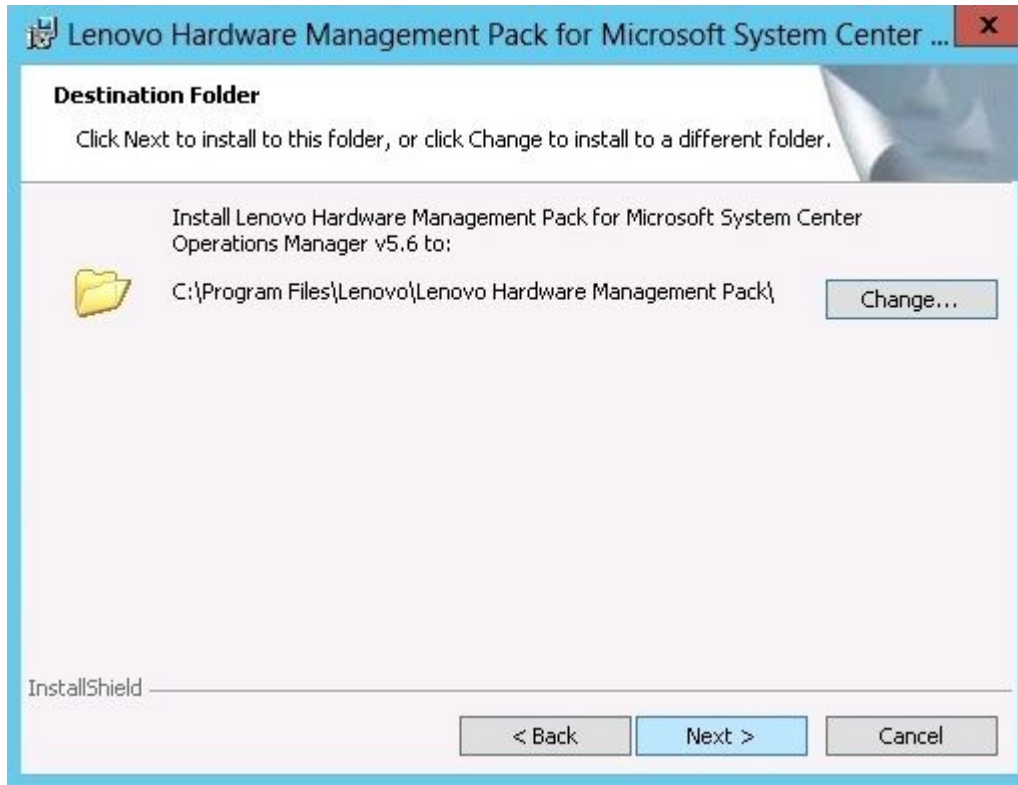 Lenovo Hardware Management Pack for Microsoft System Center ...
x
Destination Folder
Click Next to install to this folder, or click Change to install to a different folder.
Install Lenovo Hardware Management Pack for Microsoft System Center
Operations Manager v5.6 to:
C:\Program Files\Lenovo\Lenovo Hardware Management Pack\
Change...
InstallShield
< Back
Next >
Cancel